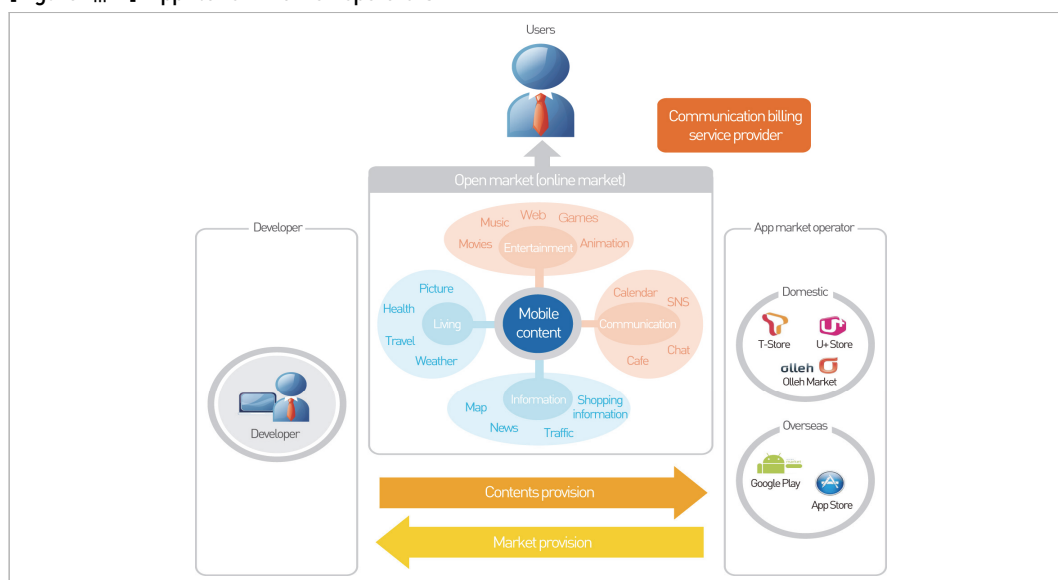 Users
Communication billing
service provider
Open market (online market)
Developer
App market operator
Music
Web
Games
Movies
Entertainment
Animation
Picture
Health
Living
Travel
Weather
Mobile
content
Calendar
SNS
Communication
Chat
Cafe
Information
Map
Shopping
information
News
Traffic
Developer
Domestic
T-Store
U+
U+ Store
olleh
Olleh Market
Overseas
Google Play
App Store
Contents provision
Market provision